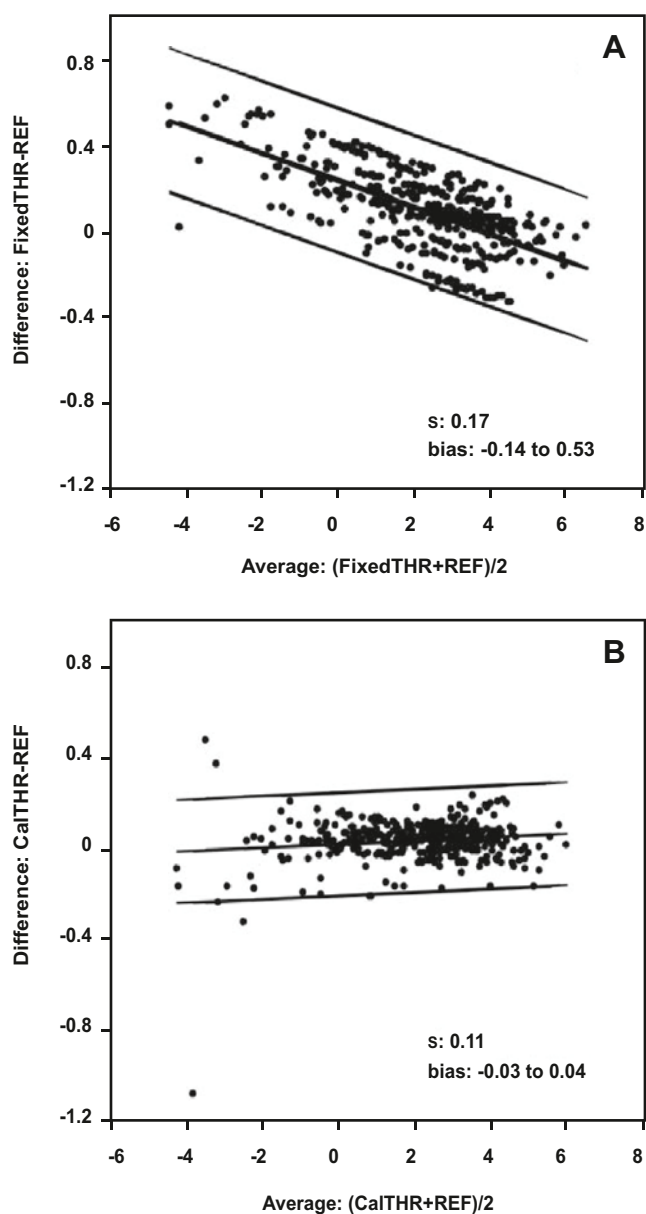 A
Difference: FixedTHR-REF
0.8
0.4
0
-0.4
-0.8
-1.2
s: 0.17
bias: -0.14 to 0.53
-6 -4 -2 0 2 4 6 8
Average: (FixedTHR+REF)/2
B
Difference: CalTHR-REF
0.8
0.4
0
-0.4
-0.8
-1.2
s: 0.11
bias: -0.03 to 0.04
-6 -4 -2 0 2 4 6 8
Average: (CalTHR+REF)/2